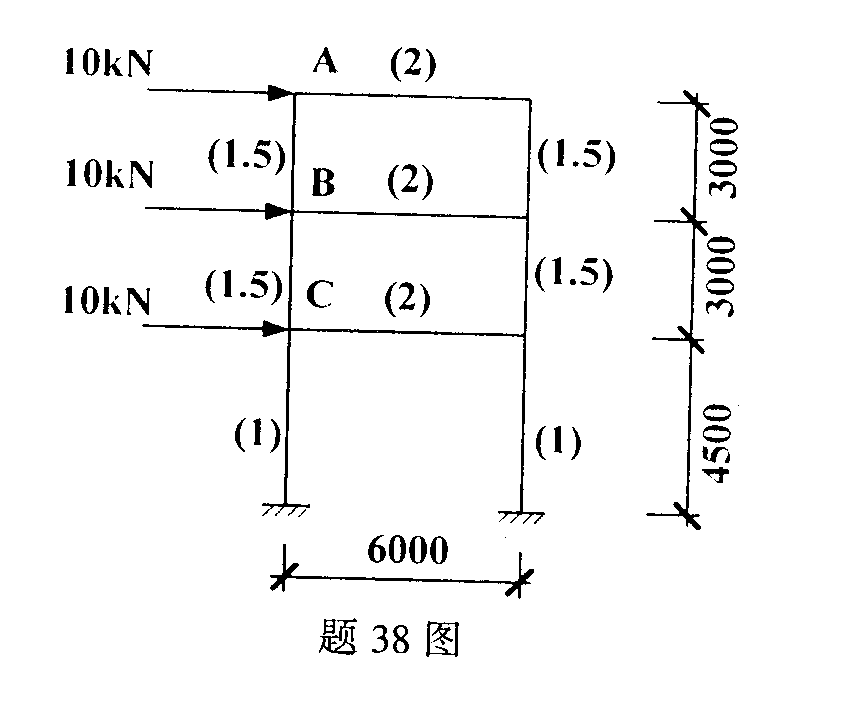 10kN
A
(2)
(1.5)
(1.5)
3000
10kN
B
(2)
(1.5)
(1.5)
3000
10kN
C
(2)
(1)
(1)
4500
6000
题 38 图